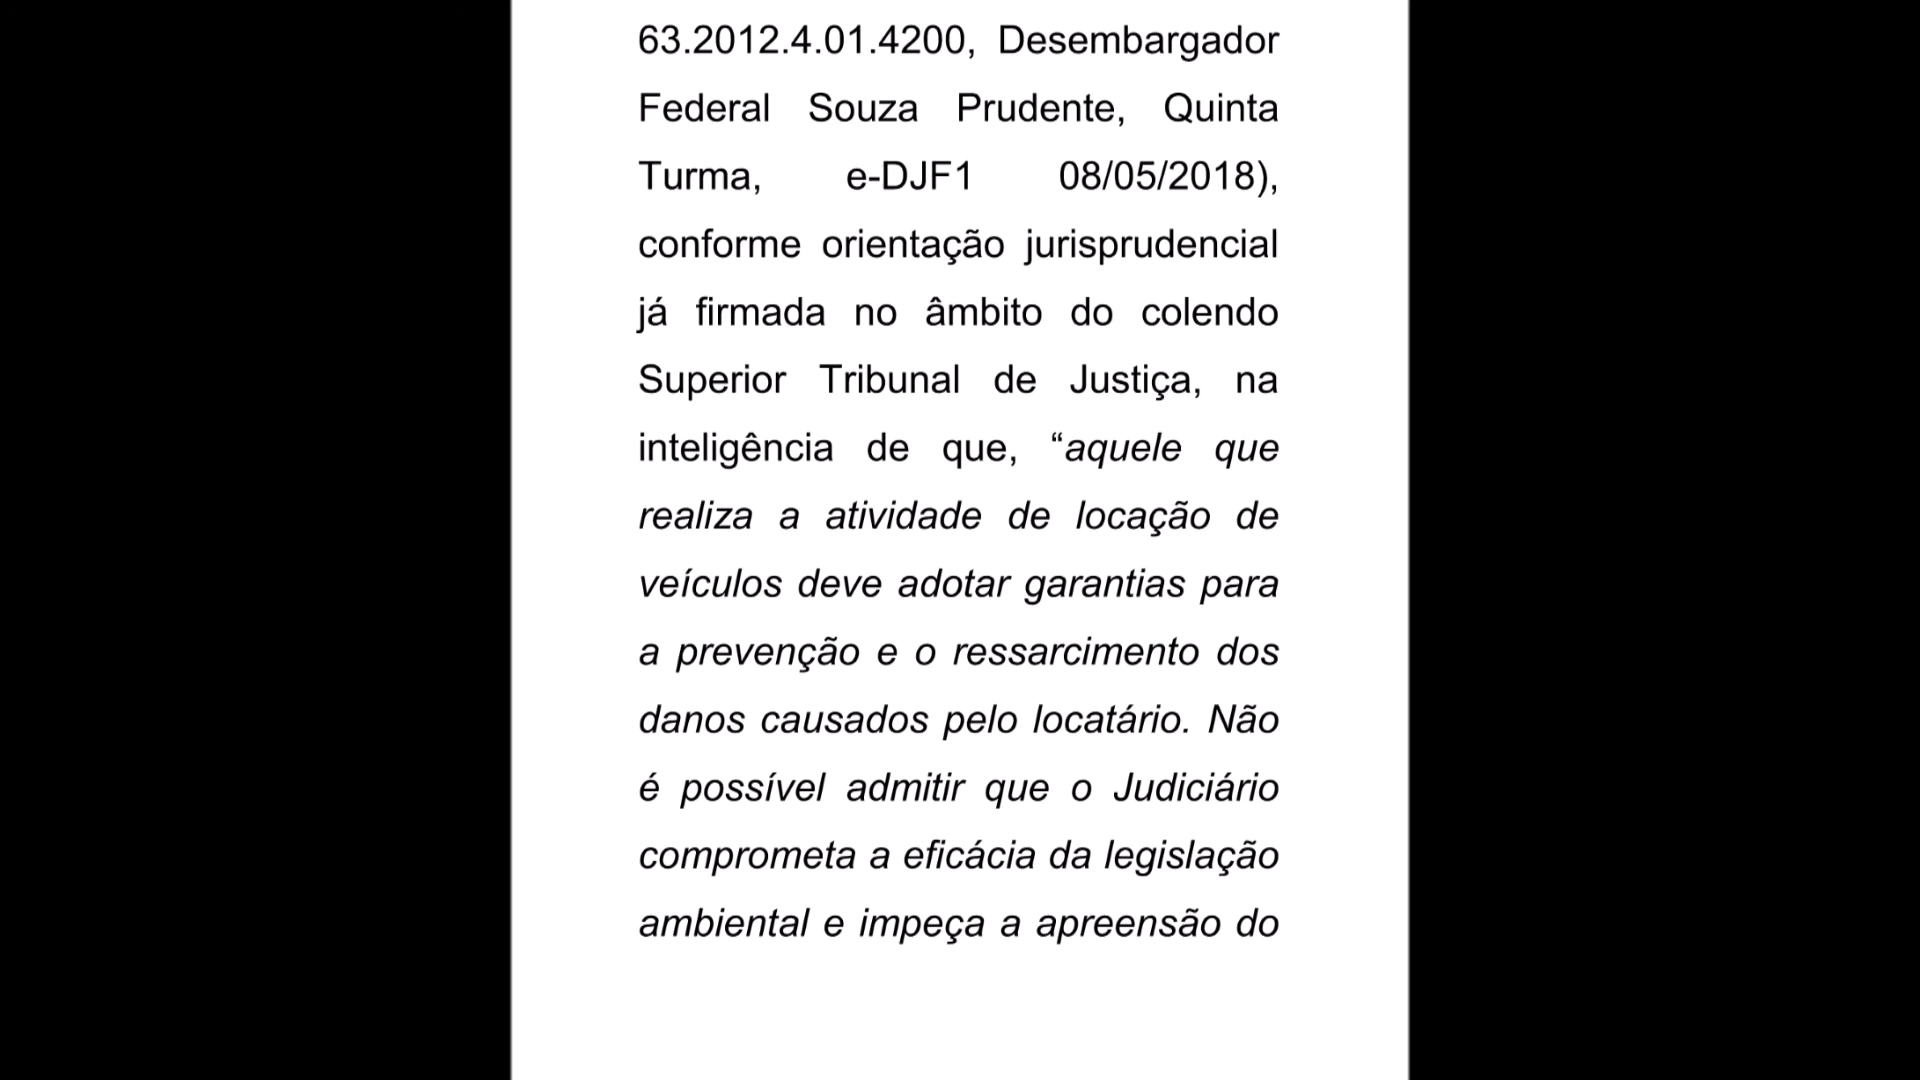 63.2012.4.01.4200, Desembargador
Federal Souza Prudente, Quinta
Turma, e-DJF1 08/05/2018),
conforme orientação jurisprudencial
já firmada no âmbito do colendo
Superior Tribunal de Justiça, na
inteligência de que, “aquele que
realiza a atividade de locação de
veículos deve adotar garantias para
a prevenção e o ressarcimento dos
danos causados pelo locatário. Não
é possível admitir que o Judiciário
comprometa a eficácia da legislação
ambiental e impeça a apreensão do